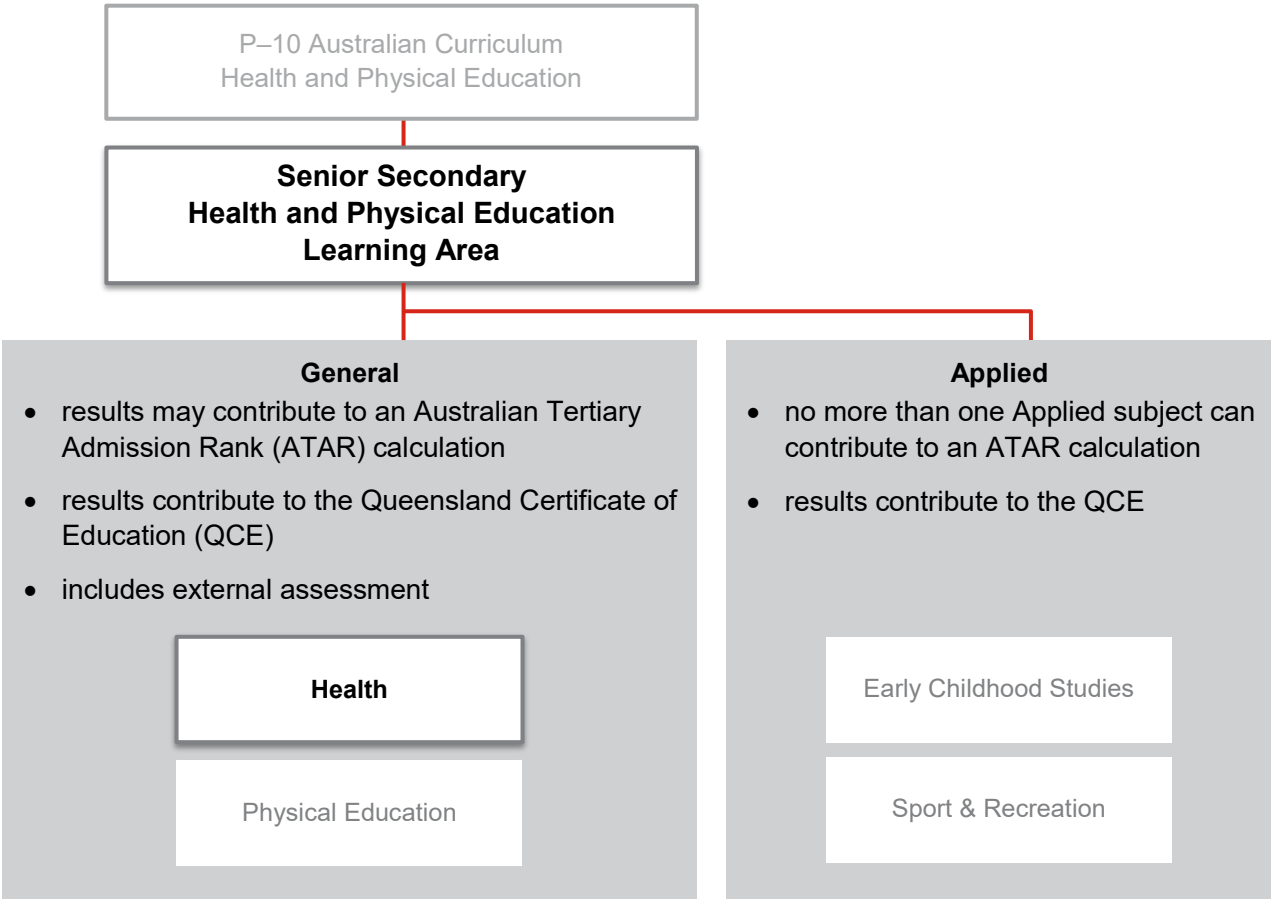 P–10 Australian Curriculum
Health and Physical Education
Senior Secondary
Health and Physical Education
Learning Area
General
• results may contribute to an Australian Tertiary
Admission Rank (ATAR) calculation
• results contribute to the Queensland Certificate of
Education (QCE)
• includes external assessment
Health
Physical Education
Applied
• no more than one Applied subject can
contribute to an ATAR calculation
• results contribute to the QCE
Early Childhood Studies
Sport & Recreation